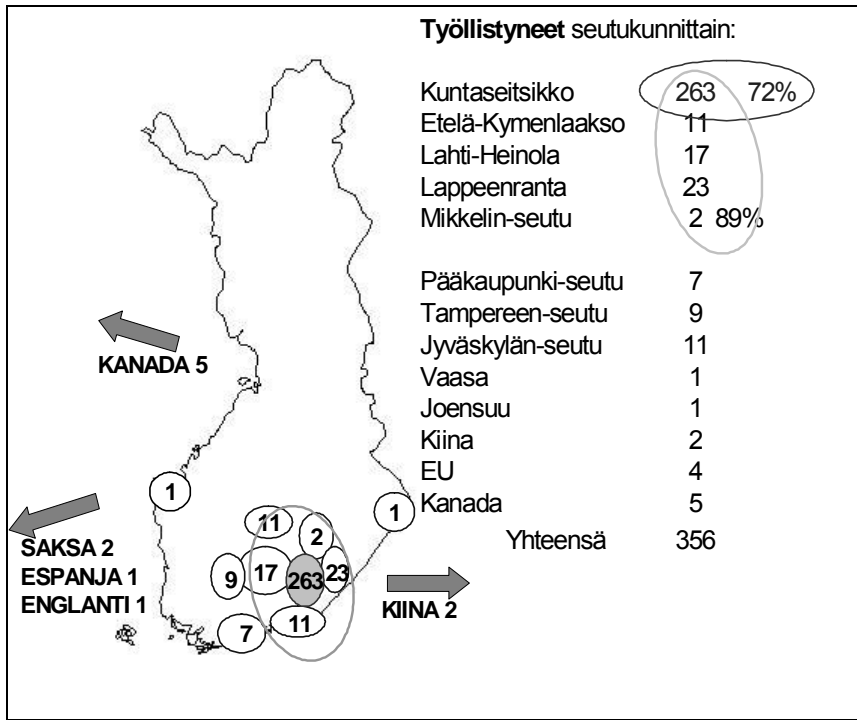 Työllistyneet seutukunnittain:
Kuntaseitsikko 263 72%
Etelä-Kymenlaakso 11
Lahti-Heinola 17
Lappeenranta 23
Mikkelin-seutu 2 89%
Pääkaupunki-seutu 7
Tampereen-seutu 9
Jyväskylän-seutu 11
Vaasa 1
Joensuu 1
Kiina 2
EU 4
Kanada 5
Yhteensä 356
KANADA 5
1
1
11
2
9
17
263
23
11
7
SAKSA 2
ESPANJA 1
ENGLANTI 1
KIINA 2